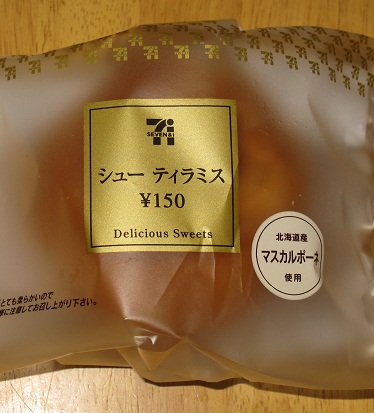 SEVEN&i
シュー ティラミス
¥150
Delicious Sweets
北海道産
マスカルポーネ
使用
とても柔らかいので
に注意してお召し上がり下さい。